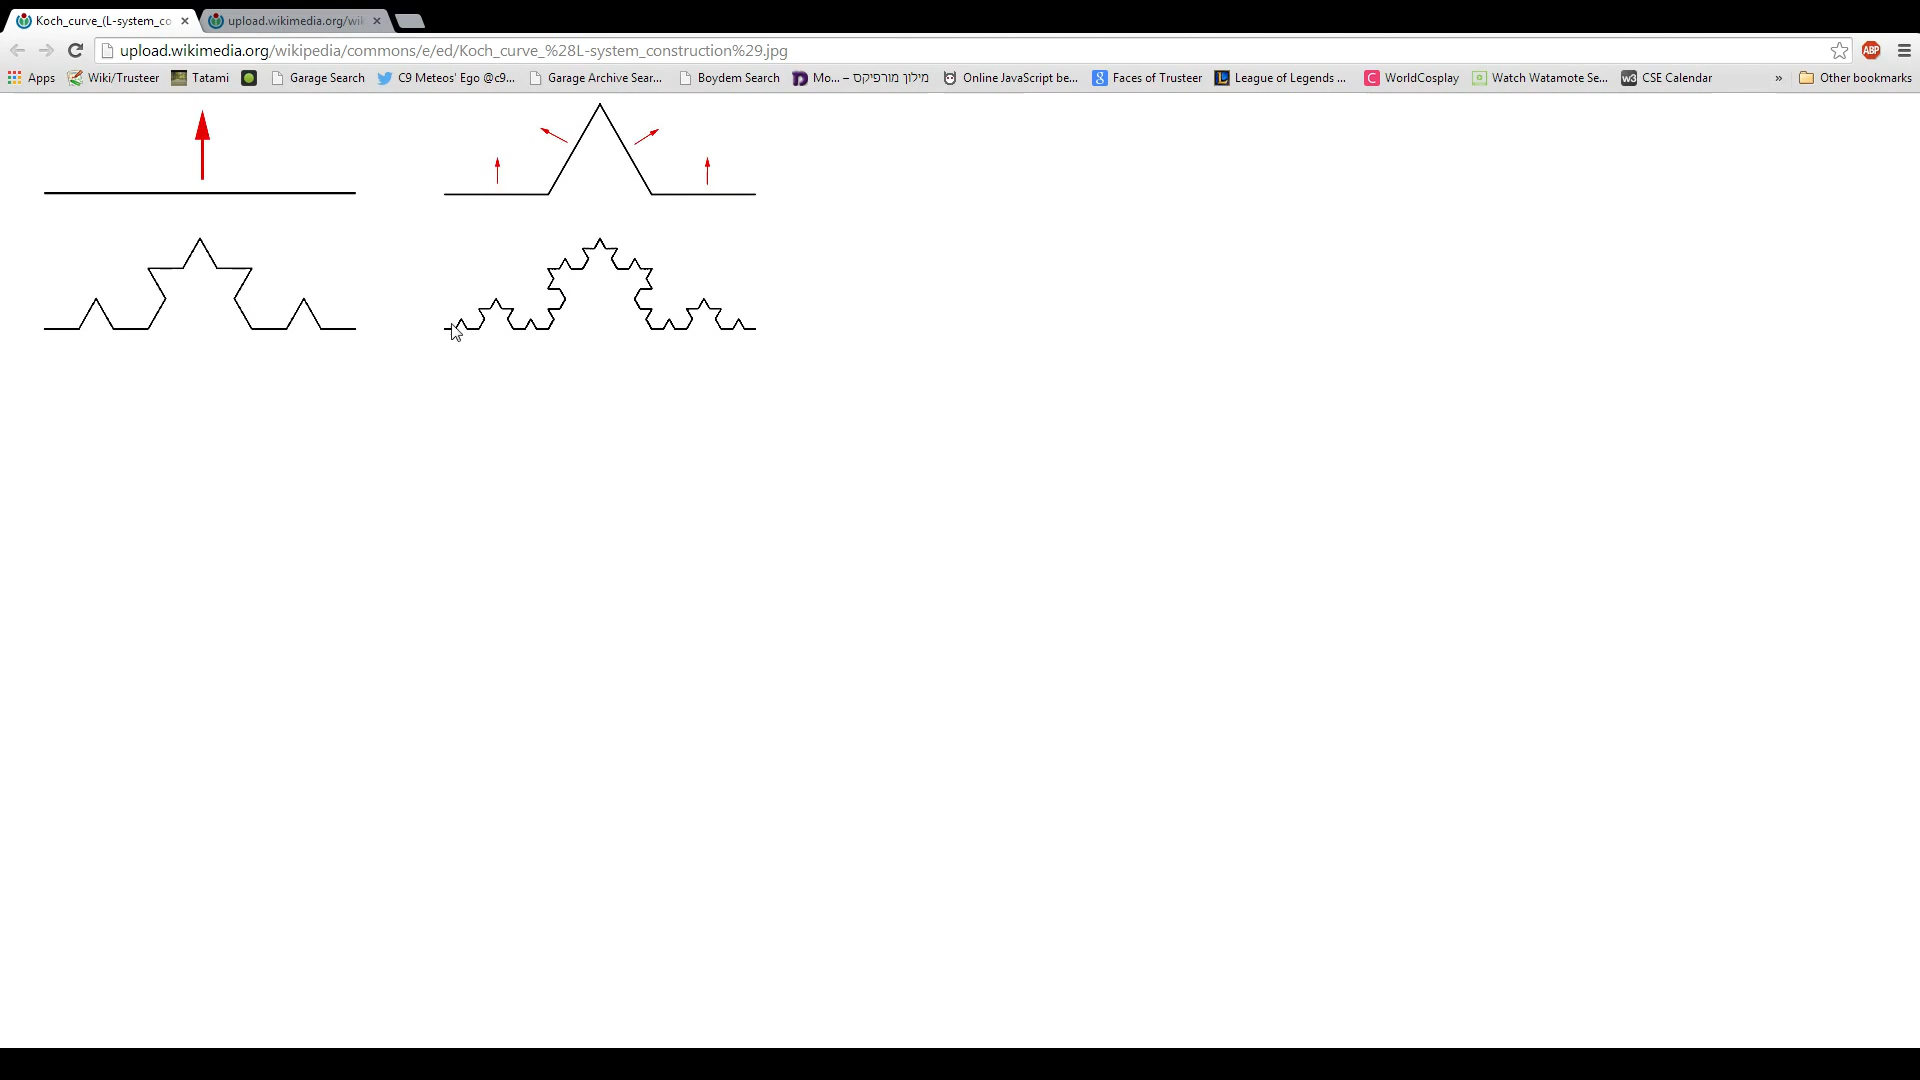 Koch_curve_(L-system_co
upload.wikimedia.org/wi
upload.wikimedia.org/wikipedia/commons/e/ed/Koch_curve_%28L-system_construction%29.jpg
ABP
Apps Wiki/Trusteer Tatami Garage Search C9 Meteos' Ego @c9... Garage Archive Sear... Boydem Search Mo... – מילון מורפיקס Online JavaScript be... Faces of Trusteer League of Legends ... WorldCosplay Watch Watamote Se... w3 CSE Calendar » Other bookmarks